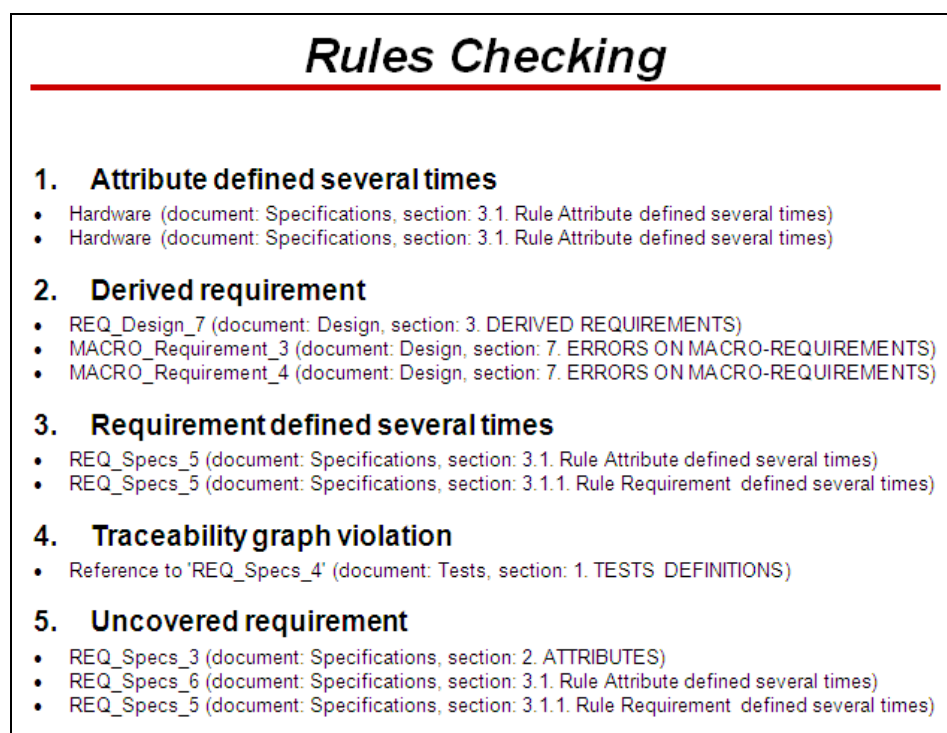 Rules Checking
1. Attribute defined several times
• Hardware (document: Specifications, section: 3.1. Rule Attribute defined several times)
• Hardware (document: Specifications, section: 3.1. Rule Attribute defined several times)
2. Derived requirement
• REQ_Design_7 (document: Design, section: 3. DERIVED REQUIREMENTS)
• MACRO_Requirement_3 (document: Design, section: 7. ERRORS ON MACRO-REQUIREMENTS)
• MACRO_Requirement_4 (document: Design, section: 7. ERRORS ON MACRO-REQUIREMENTS)
3. Requirement defined several times
• REQ_Specs_5 (document: Specifications, section: 3.1. Rule Attribute defined several times)
• REQ_Specs_5 (document: Specifications, section: 3.1.1. Rule Requirement defined several times)
4. Traceability graph violation
• Reference to 'REQ_Specs_4' (document: Tests, section: 1. TESTS DEFINITIONS)
5. Uncovered requirement
• REQ_Specs_3 (document: Specifications, section: 2. ATTRIBUTES)
• REQ_Specs_6 (document: Specifications, section: 3.1. Rule Attribute defined several times)
• REQ_Specs_5 (document: Specifications, section: 3.1.1. Rule Requirement defined several times)